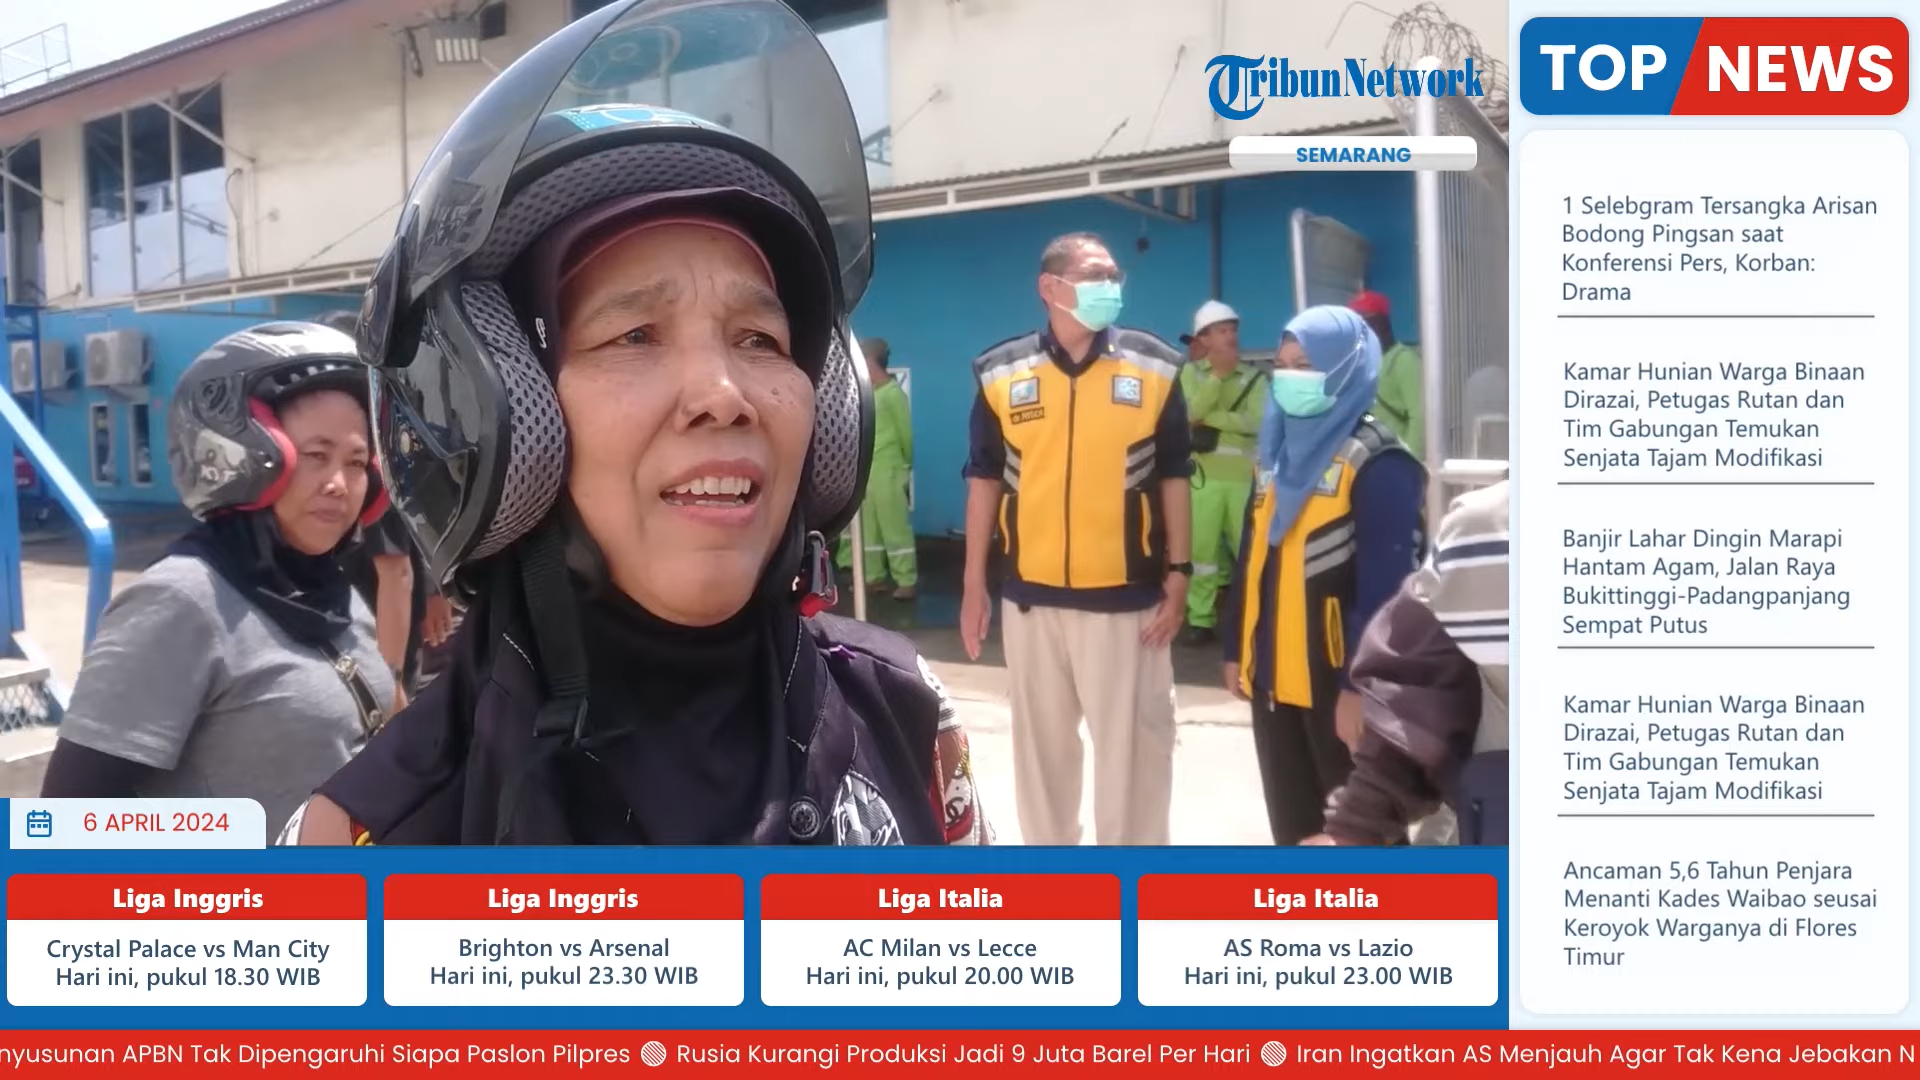 TribunNetwork
SEMARANG
TOP NEWS
1 Selebgram Tersangka Arisan
Bodong Pingsan saat
Konferensi Pers, Korban:
Drama
Kamar Hunian Warga Binaan
Dirazai, Petugas Rutan dan
Tim Gabungan Temukan
Senjata Tajam Modifikasi
Banjir Lahar Dingin Marapi
Hantam Agam, Jalan Raya
Bukittinggi-Padangpanjang
Sempat Putus
Kamar Hunian Warga Binaan
Dirazai, Petugas Rutan dan
Tim Gabungan Temukan
Senjata Tajam Modifikasi
Ancaman 5,6 Tahun Penjara
Menanti Kades Waibao seusai
Keroyok Warganya di Flores
Timur
6 APRIL 2024
Liga Inggris
Crystal Palace vs Man City
Hari ini, pukul 18.30 WIB
Liga Inggris
Brighton vs Arsenal
Hari ini, pukul 23.30 WIB
Liga Italia
AC Milan vs Lecce
Hari ini, pukul 20.00 WIB
Liga Italia
AS Roma vs Lazio
Hari ini, pukul 23.00 WIB
nyusunan APBN Tak Dipengaruhi Siapa Paslon Pilpres Rusia Kurangi Produksi Jadi 9 Juta Barel Per Hari Iran Ingatkan AS Menjauh Agar Tak Kena Jebakan N